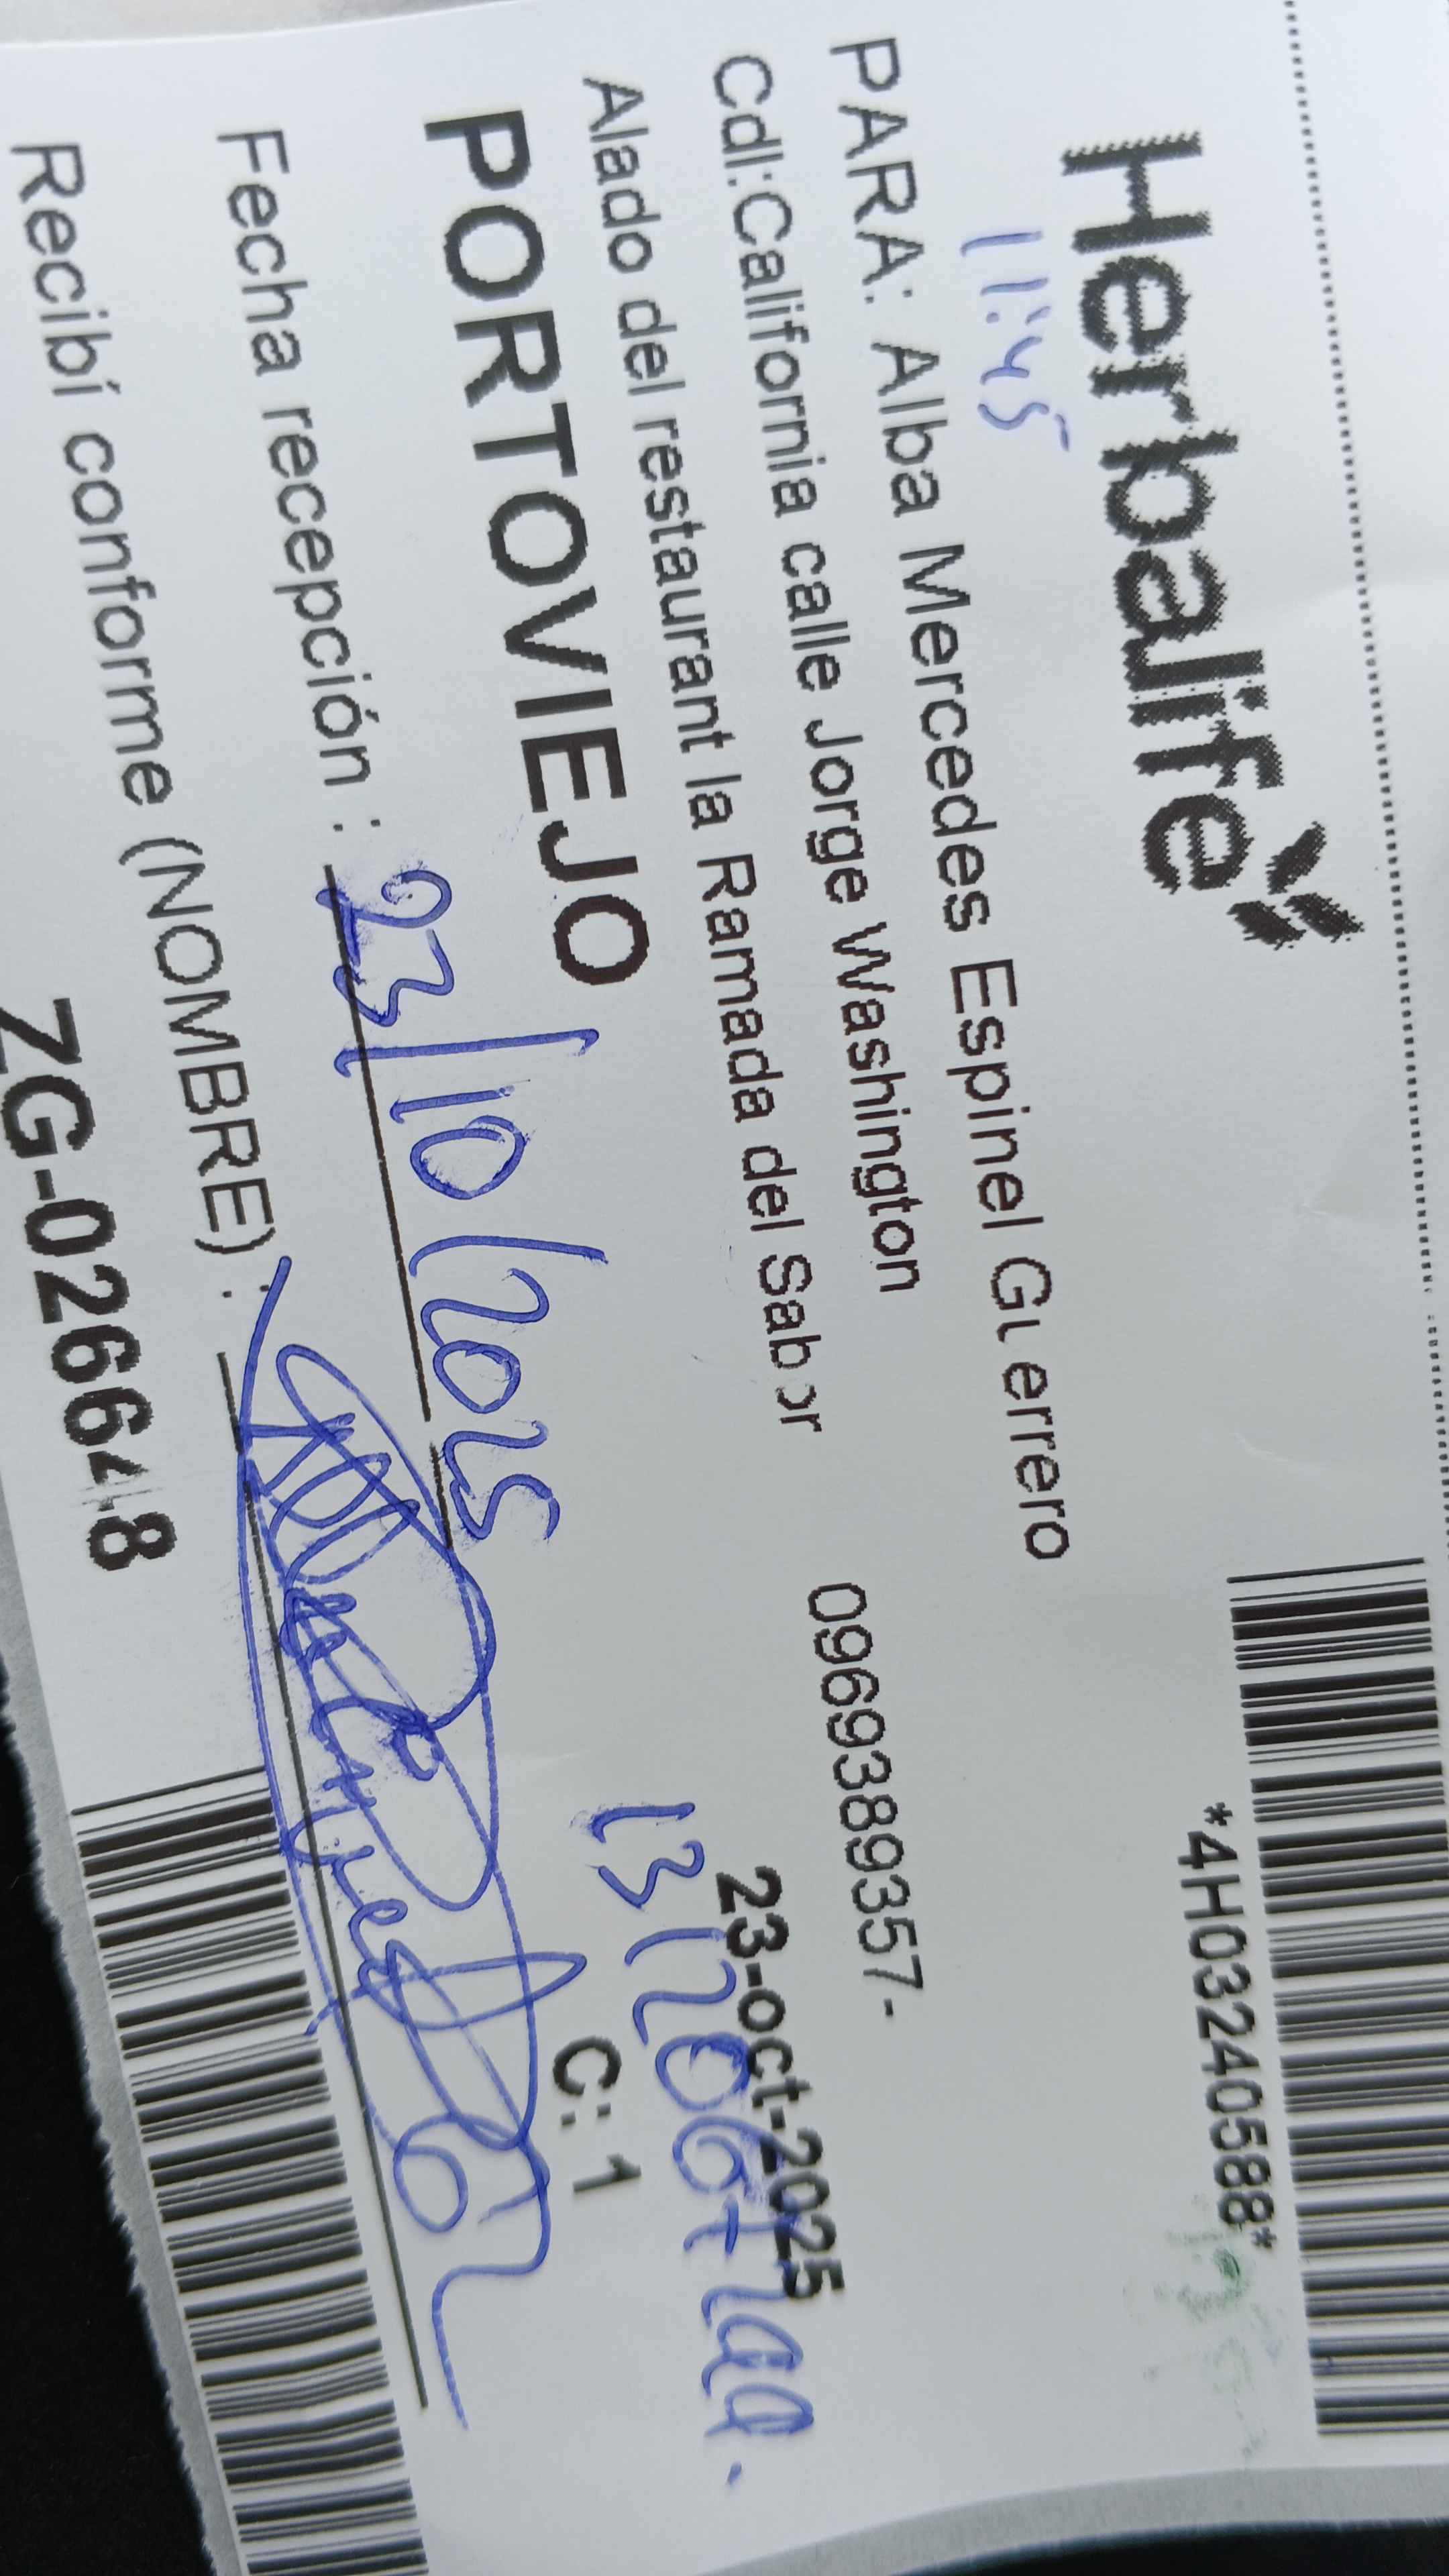 *4H03240588*
Herbalife
11:45
PARA: Alba Mercedes Espinel Guerrero
Cdl:California calle Jorge Washington 0969389357-
Alado del restaurant la Ramada del Sabor
23-oct-2025
PORTOVIEJO
C: 1
Fecha recepción : 23/10/2025
Recibí conforme (NOMBRE) :
ZG-026648